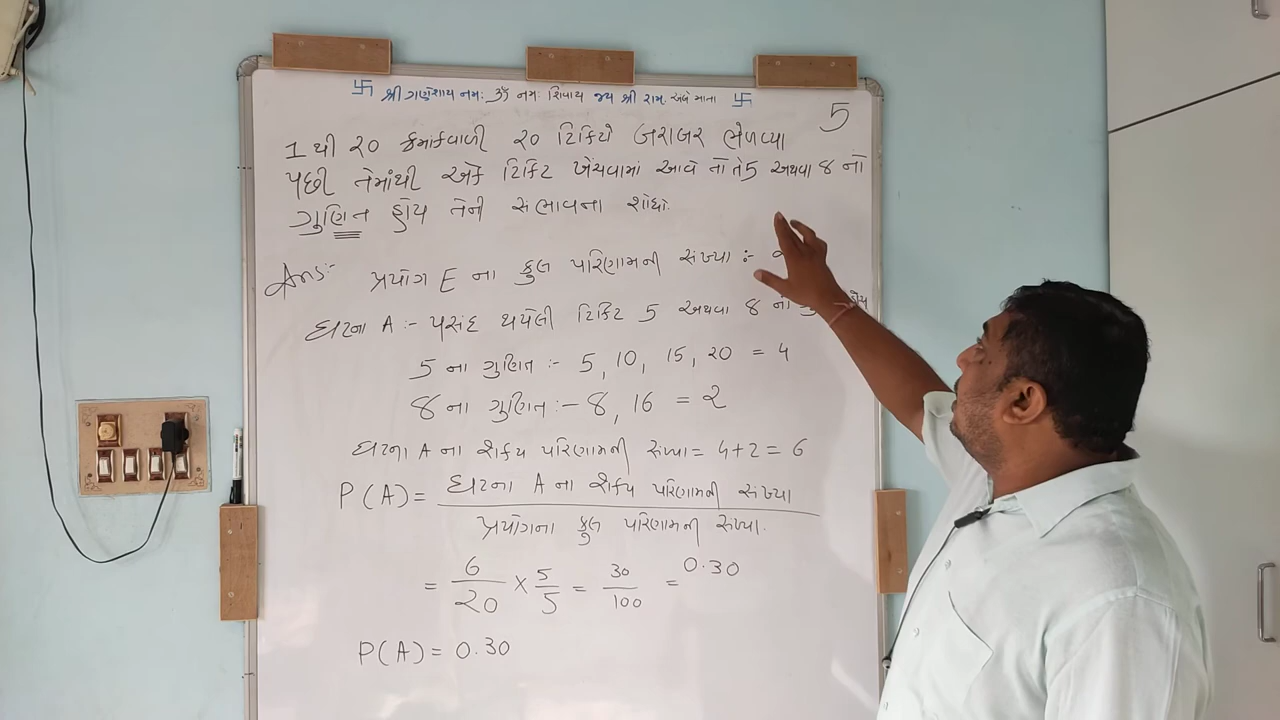 卐 શ્રી ગણેશાય નમઃ ૐ નમઃ શિવાય જય શ્રી રામ. અંબે માતા 卐
5
1 થી ૨૦ ક્રમાંકવાળી ૨૦ ટિકિટો બરાબર ભેળવ્યા
પછી તેમાંથી એક ટિકિટ ખેંચવામાં આવે તો તે 5 અથવા 8 નો
ગુણિત હોય તેની સંભાવના શોધો.
Ans:- પ્રયોગ E ના કુલ પરિણામની સંખ્યા :-
ઘટના A :- પસંદ થયેલી ટિકિટ 5 અથવા 8 નો
5 ના ગુણિત :- 5, 10, 15, 20 = 4
8 ના ગુણિત :- 8, 16 = 2
ઘટના A ના શક્ય પરિણામની સંખ્યા = 4+2 = 6
P(A) = ઘટના A ના શક્ય પરિણામની સંખ્યા
પ્રયોગના કુલ પરિણામની સંખ્યા.
= 6/20 × 5/5 = 30/100 = 0.30
P(A) = 0.30